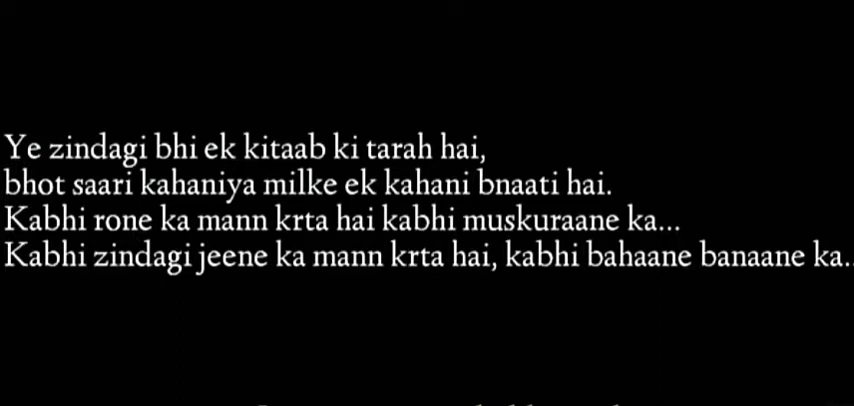 Ye zindagi bhi ek kitaab ki tarah hai,
bhot saari kahaniya milke ek kahani bnaati hai.
Kabhi rone ka mann krta hai kabhi muskuraane ka...
Kabhi zindagi jeene ka mann krta hai, kabhi bahaane banaane ka..